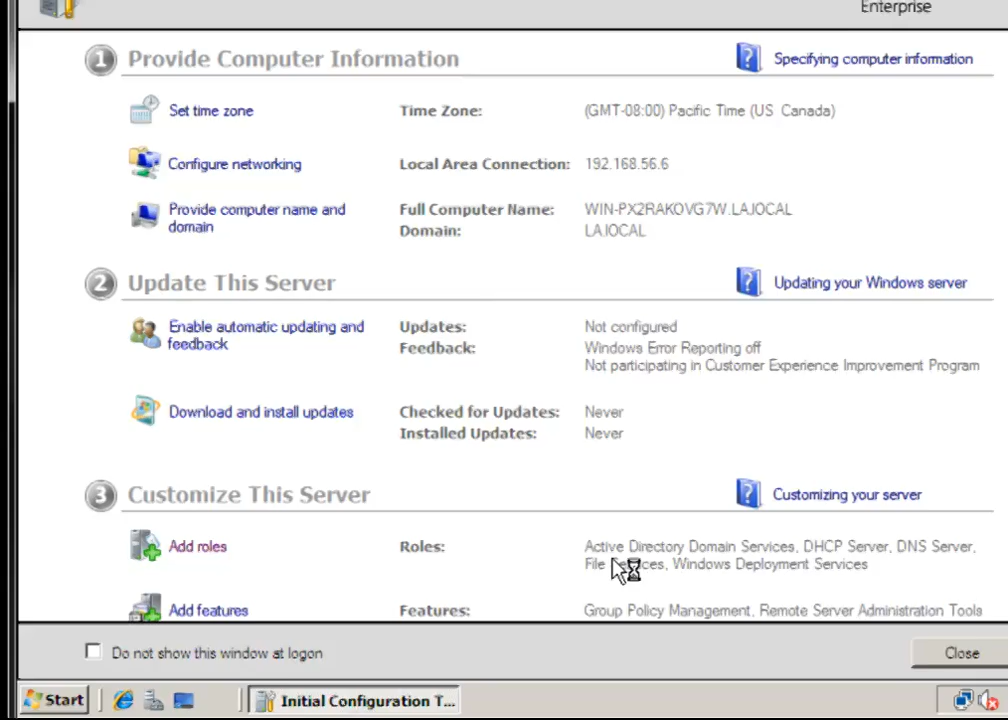 Enterprise
1 Provide Computer Information
Specifying computer information
Set time zone
Time Zone:
(GMT-08:00) Pacific Time (US Canada)
Configure networking
Local Area Connection:
192.168.56.6
Provide computer name and
domain
Full Computer Name:
WIN-PX2RAKOVG7W.LAJOCAL
Domain:
LAJOCAL
2 Update This Server
Updating your Windows server
Enable automatic updating and
feedback
Updates:
Not configured
Feedback:
Windows Error Reporting off
Not participating in Customer Experience Improvement Program
Download and install updates
Checked for Updates:
Never
Installed Updates:
Never
3 Customize This Server
Customizing your server
Add roles
Roles:
Active Directory Domain Services, DHCP Server, DNS Server,
File Services, Windows Deployment Services
Add features
Features:
Group Policy Management, Remote Server Administration Tools
Do not show this window at logon
Close
Start
Initial Configuration T...